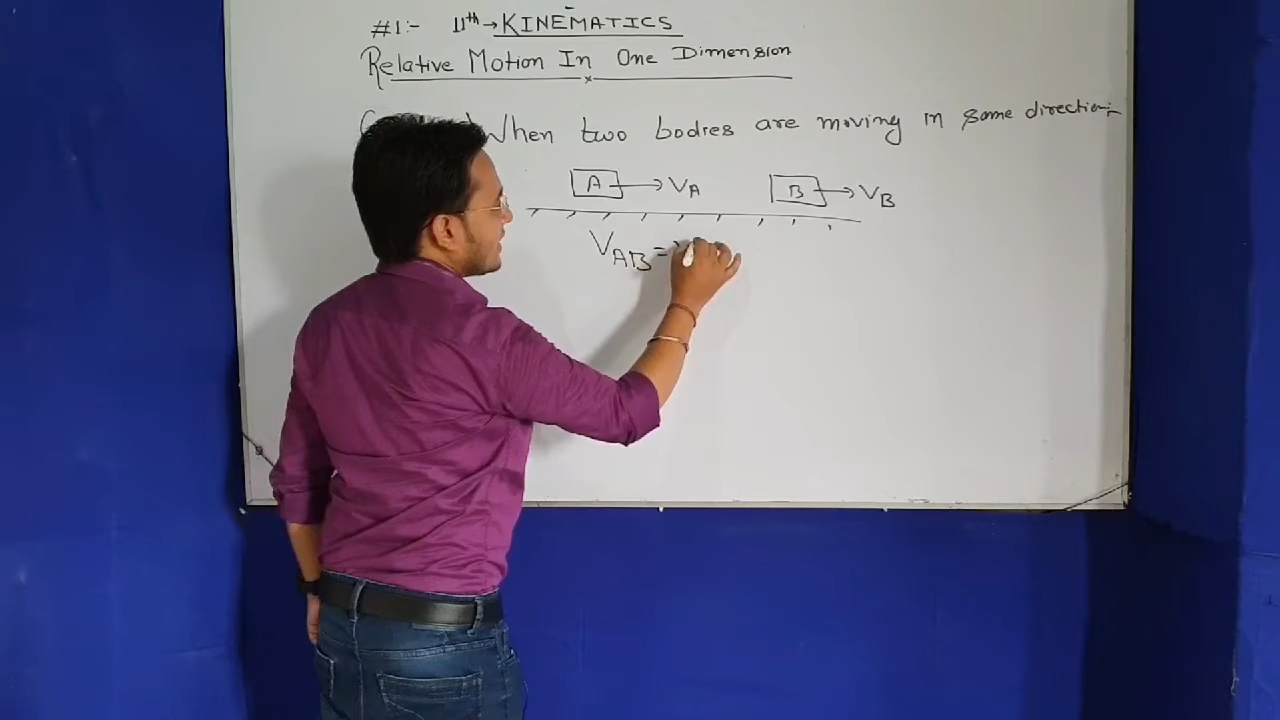 #1:- 11th → KINEMATICS
Relative Motion In One Dimension
When two bodies are moving in same direction:-
A → VA B → VB
VAB =